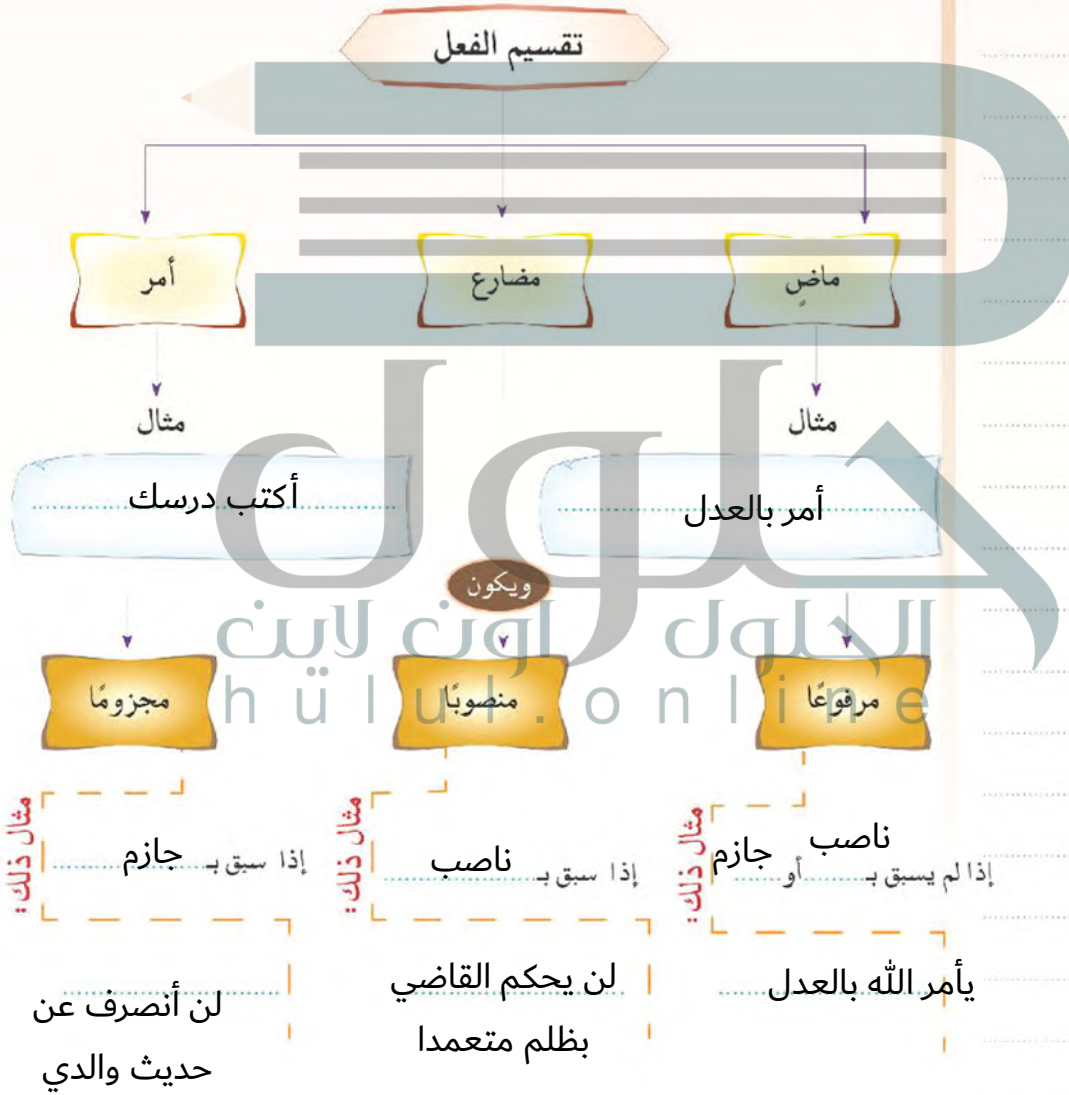 تقسيم الفعل
ماضٍ
مضارع
أمر
مثال
مثال
أمر بالعدل
أكتب درسك
ويكون
حلول
الحلول اون لاين
hülul.online
مرفوعًا
منصوبًا
مجزومًا
مثال ذلك:
إذا لم يسبق بـ ناصب أو جازم
يأمر الله بالعدل
مثال ذلك:
إذا سبق بـ ناصب
لن يحكم القاضي
بظلم متعمدا
مثال ذلك:
إذا سبق بـ جازم
لن أنصرف عن
حديث والدي